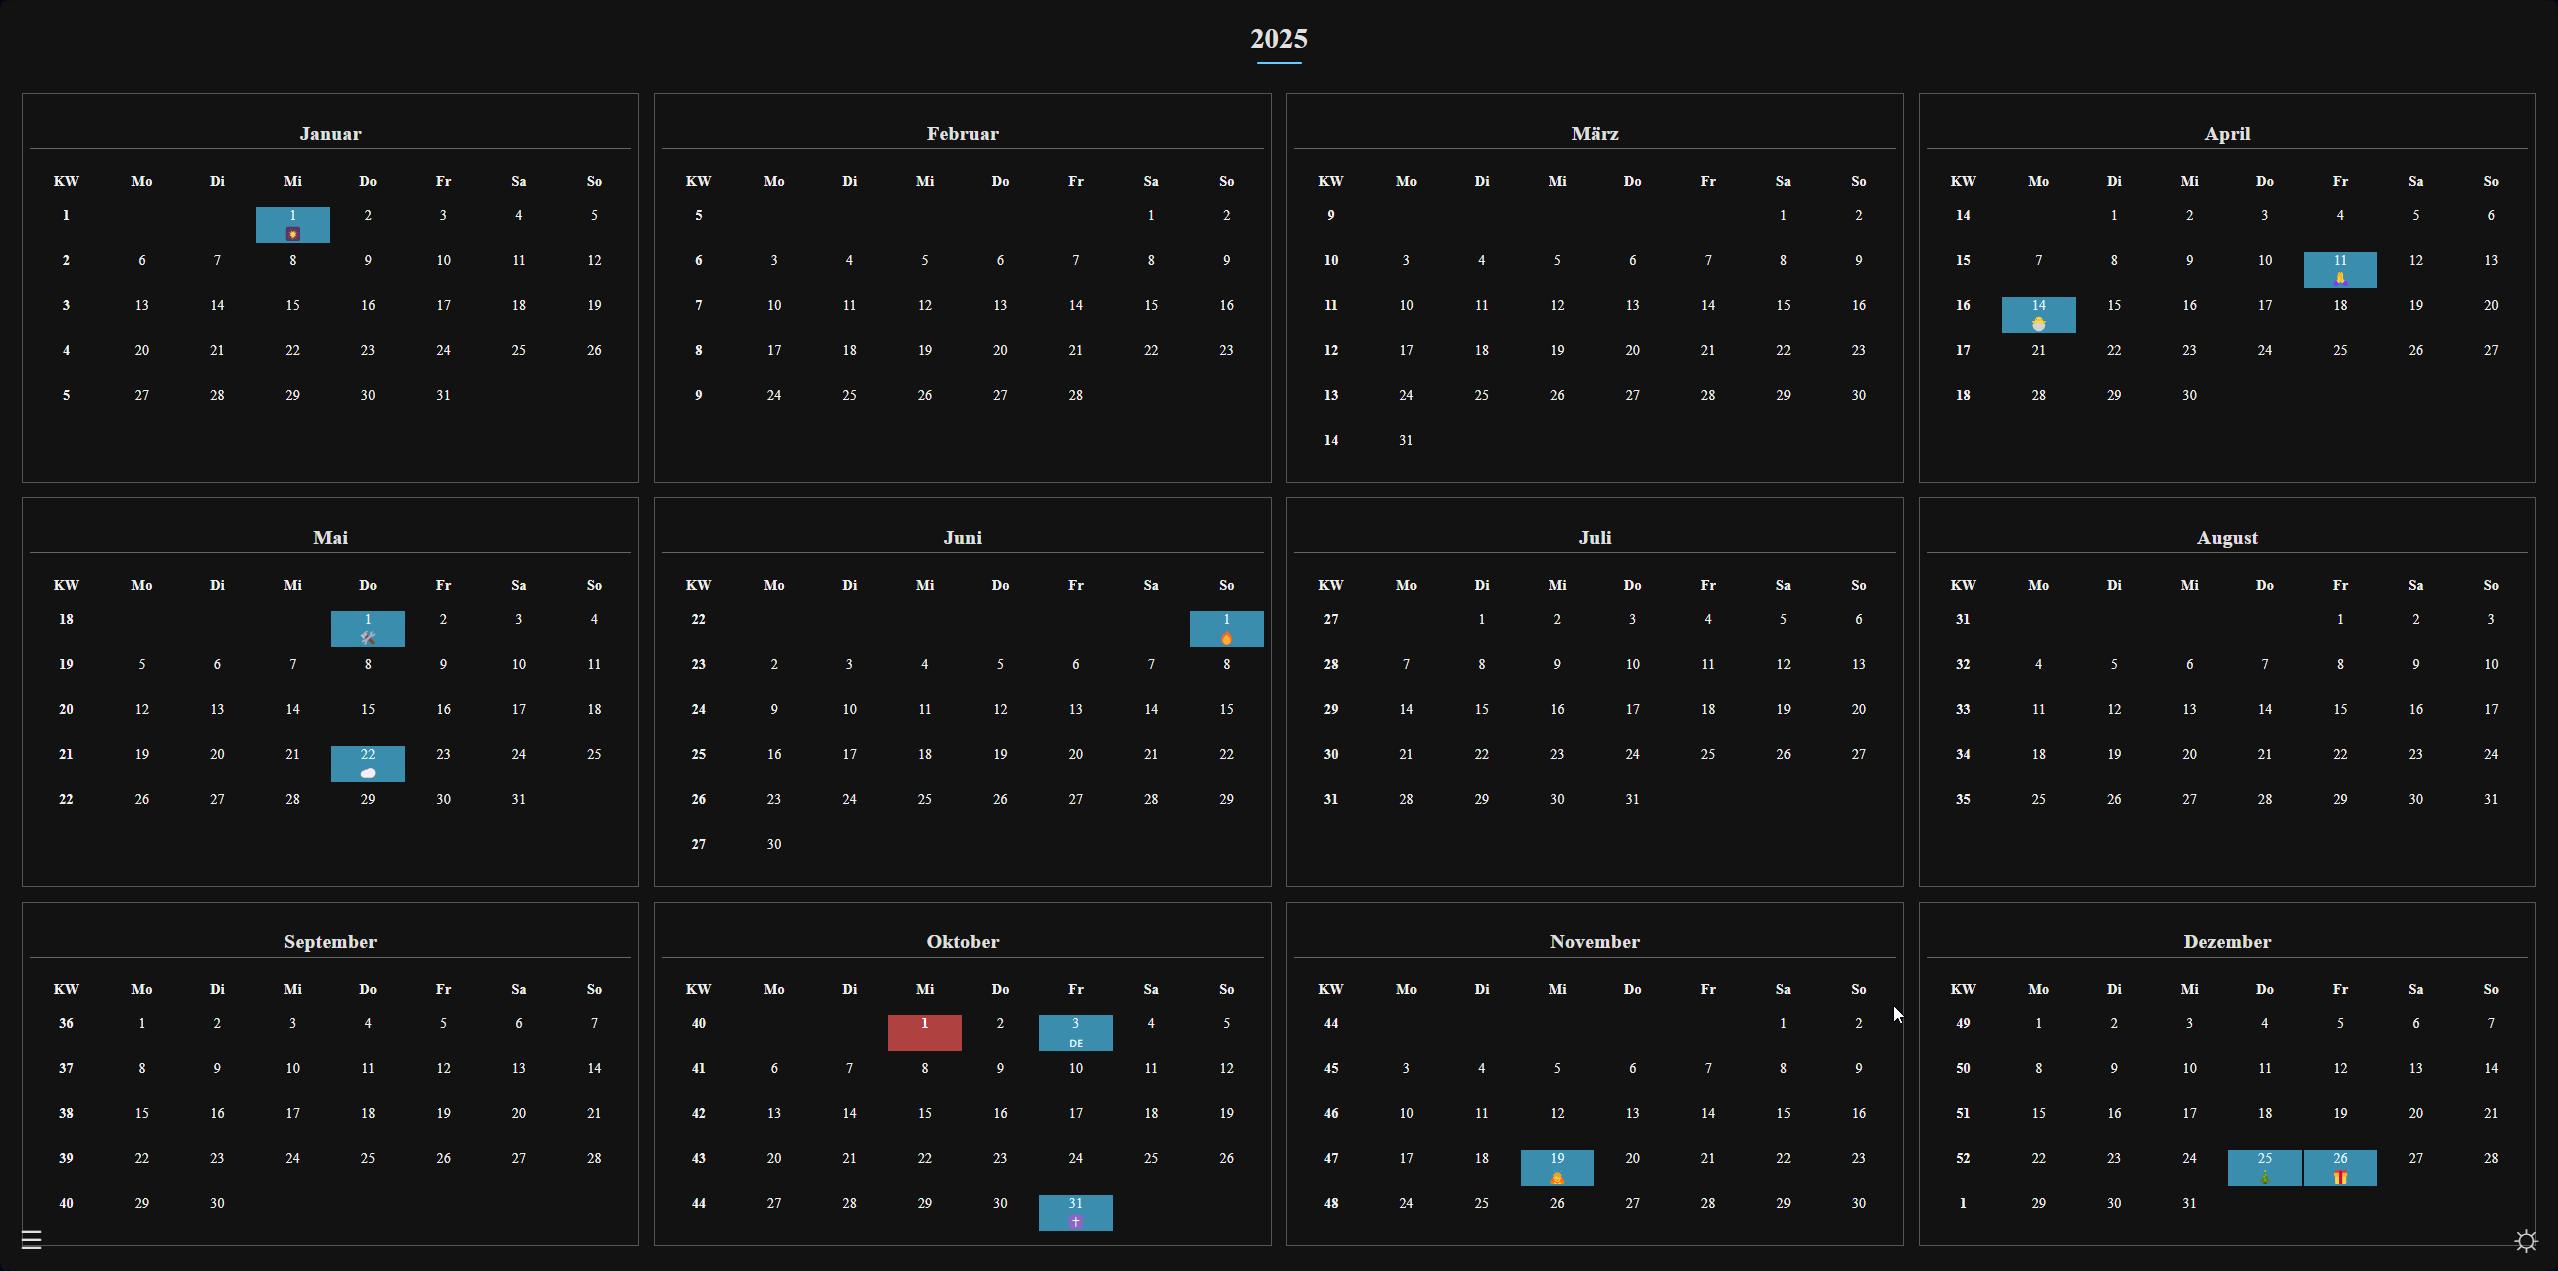 2025
Januar
KW Mo Di Mi Do Fr Sa So
1 1 2 3 4 5
2 6 7 8 9 10 11 12
3 13 14 15 16 17 18 19
4 20 21 22 23 24 25 26
5 27 28 29 30 31
Februar
KW Mo Di Mi Do Fr Sa So
5 1 2
6 3 4 5 6 7 8 9
7 10 11 12 13 14 15 16
8 17 18 19 20 21 22 23
9 24 25 26 27 28
März
KW Mo Di Mi Do Fr Sa So
9 1 2
10 3 4 5 6 7 8 9
11 10 11 12 13 14 15 16
12 17 18 19 20 21 22 23
13 24 25 26 27 28 29 30
14 31
April
KW Mo Di Mi Do Fr Sa So
14 1 2 3 4 5 6
15 7 8 9 10 11 12 13
16 14 15 16 17 18 19 20
17 21 22 23 24 25 26 27
18 28 29 30
Mai
KW Mo Di Mi Do Fr Sa So
18 1 2 3 4
19 5 6 7 8 9 10 11
20 12 13 14 15 16 17 18
21 19 20 21 22 23 24 25
22 26 27 28 29 30 31
Juni
KW Mo Di Mi Do Fr Sa So
22 1
23 2 3 4 5 6 7 8
24 9 10 11 12 13 14 15
25 16 17 18 19 20 21 22
26 23 24 25 26 27 28 29
27 30
Juli
KW Mo Di Mi Do Fr Sa So
27 1 2 3 4 5 6
28 7 8 9 10 11 12 13
29 14 15 16 17 18 19 20
30 21 22 23 24 25 26 27
31 28 29 30 31
August
KW Mo Di Mi Do Fr Sa So
31 1 2 3
32 4 5 6 7 8 9 10
33 11 12 13 14 15 16 17
34 18 19 20 21 22 23 24
35 25 26 27 28 29 30 31
September
KW Mo Di Mi Do Fr Sa So
36 1 2 3 4 5 6 7
37 8 9 10 11 12 13 14
38 15 16 17 18 19 20 21
39 22 23 24 25 26 27 28
40 29 30
Oktober
KW Mo Di Mi Do Fr Sa So
40 1 2 3 4 5
DE
41 6 7 8 9 10 11 12
42 13 14 15 16 17 18 19
43 20 21 22 23 24 25 26
44 27 28 29 30 31
November
KW Mo Di Mi Do Fr Sa So
44 1 2
45 3 4 5 6 7 8 9
46 10 11 12 13 14 15 16
47 17 18 19 20 21 22 23
48 24 25 26 27 28 29 30
Dezember
KW Mo Di Mi Do Fr Sa So
49 1 2 3 4 5 6 7
50 8 9 10 11 12 13 14
51 15 16 17 18 19 20 21
52 22 23 24 25 26 27 28
1 29 30 31